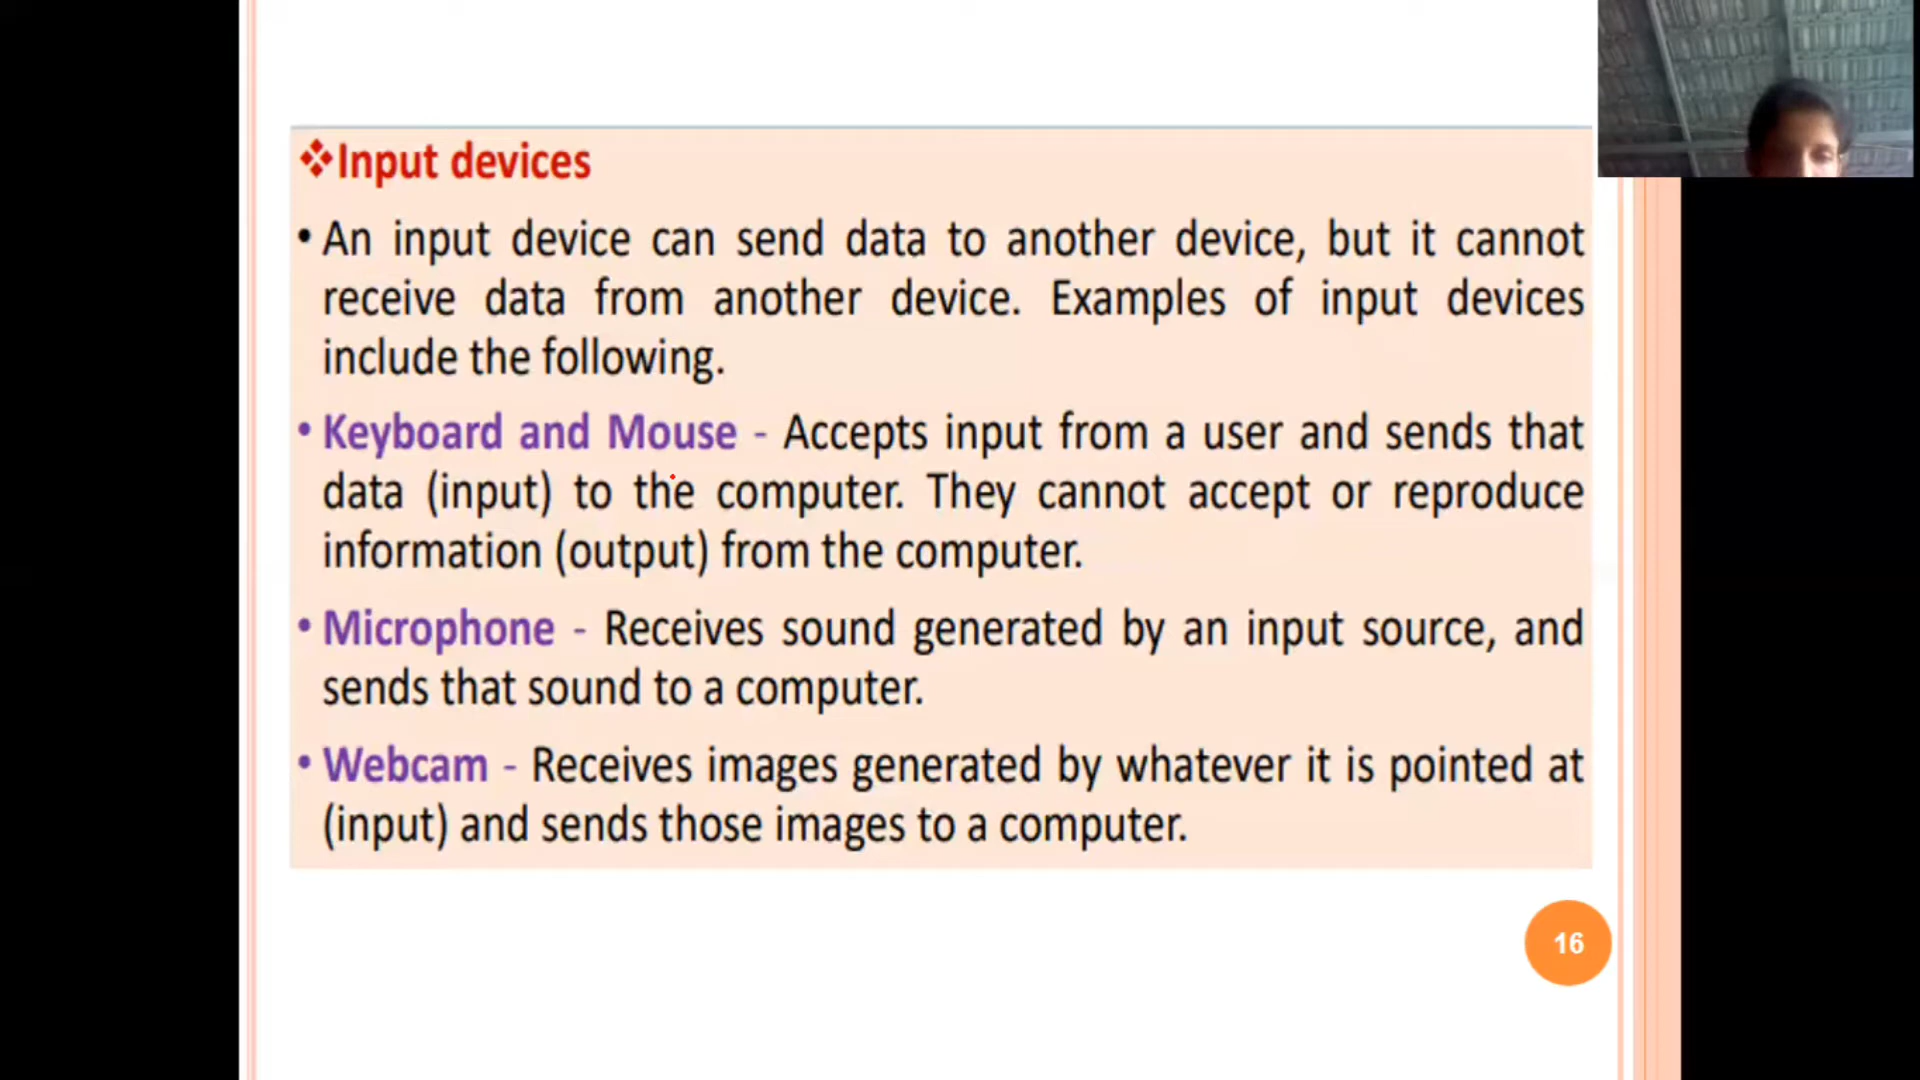 ❖Input devices
• An input device can send data to another device, but it cannot
receive data from another device. Examples of input devices
include the following.
• Keyboard and Mouse - Accepts input from a user and sends that
data (input) to the computer. They cannot accept or reproduce
information (output) from the computer.
• Microphone - Receives sound generated by an input source, and
sends that sound to a computer.
• Webcam - Receives images generated by whatever it is pointed at
(input) and sends those images to a computer.
16